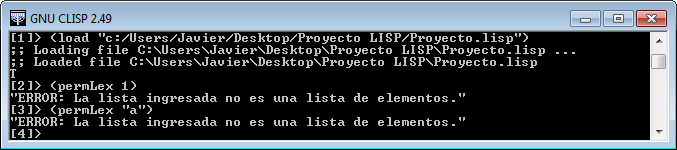 GNU CLISP 2.49
[1]> (load "c:/Users/Javier/Desktop/Proyecto LISP/Proyecto.lisp")
;; Loading file C:\Users\Javier\Desktop\Proyecto LISP\Proyecto.lisp ...
;; Loaded file C:\Users\Javier\Desktop\Proyecto LISP\Proyecto.lisp
T
[2]> (permLex 1)
"ERROR: La lista ingresada no es una lista de elementos."
[3]> (permLex "a")
"ERROR: La lista ingresada no es una lista de elementos."
[4]>